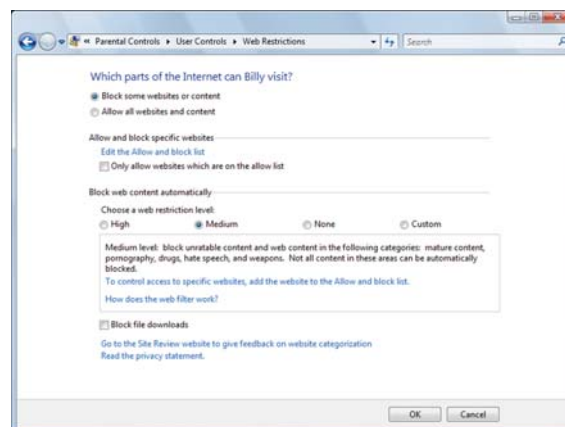 « Parental Controls ▸ User Controls ▸ Web Restrictions
Search
Which parts of the Internet can Billy visit?
Block some websites or content
Allow all websites and content
Allow and block specific websites
Edit the Allow and block list
Only allow websites which are on the allow list
Block web content automatically
Choose a web restriction level:
High Medium None Custom
Medium level: block unratable content and web content in the following categories: mature content,
pornography, drugs, hate speech, and weapons. Not all content in these areas can be automatically
blocked.
To control access to specific websites, add the website to the Allow and block list.
How does the web filter work?
Block file downloads
Go to the Site Review website to give feedback on website categorization
Read the privacy statement.
OK Cancel